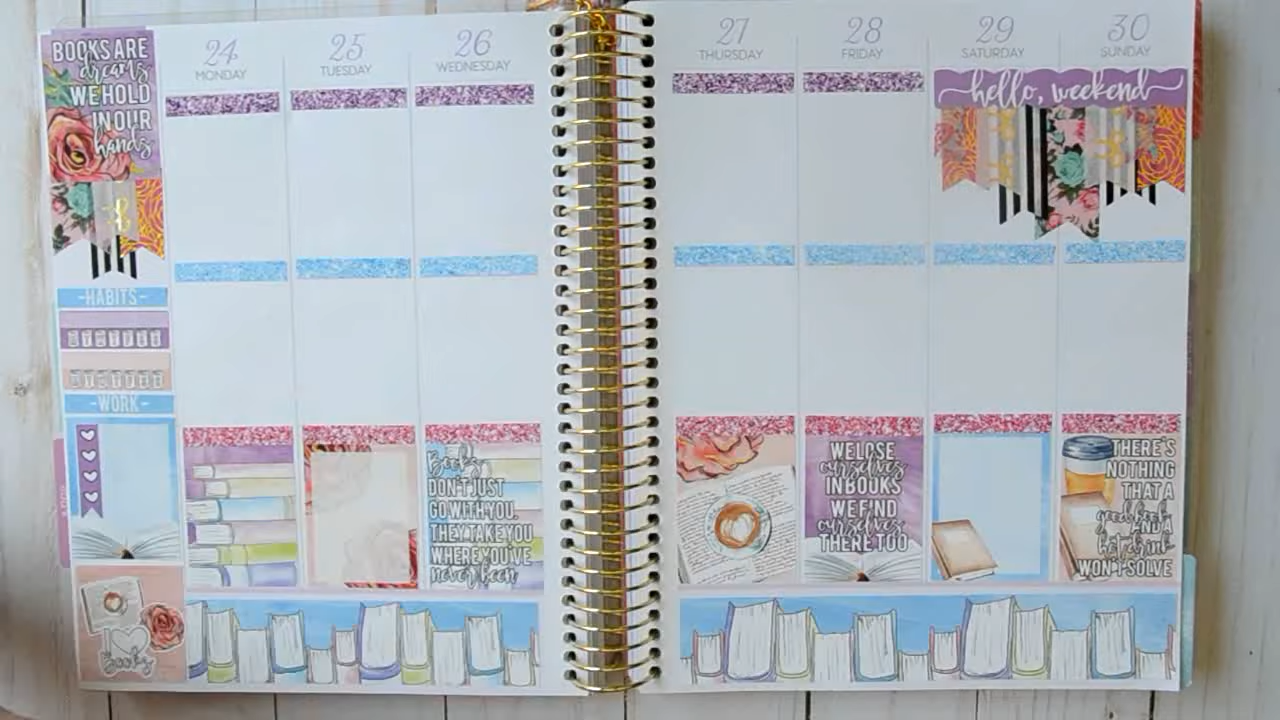 BOOKS ARE
dreams
WE HOLD
IN OUR
hands
24
MONDAY
25
TUESDAY
26
WEDNESDAY
27
THURSDAY
28
FRIDAY
29
SATURDAY
30
SUNDAY
hello, weekend
-HABITS-
-WORK-
Books
DON'T JUST
GO WITH YOU,
THEY TAKE YOU
WHERE YOU'VE
never been
WE LOSE
ourselves
IN BOOKS
WE FIND
ourselves
THERE TOO
THERE'S
NOTHING
THAT A
good book
AND A
hot drink
WON'T SOLVE
Books